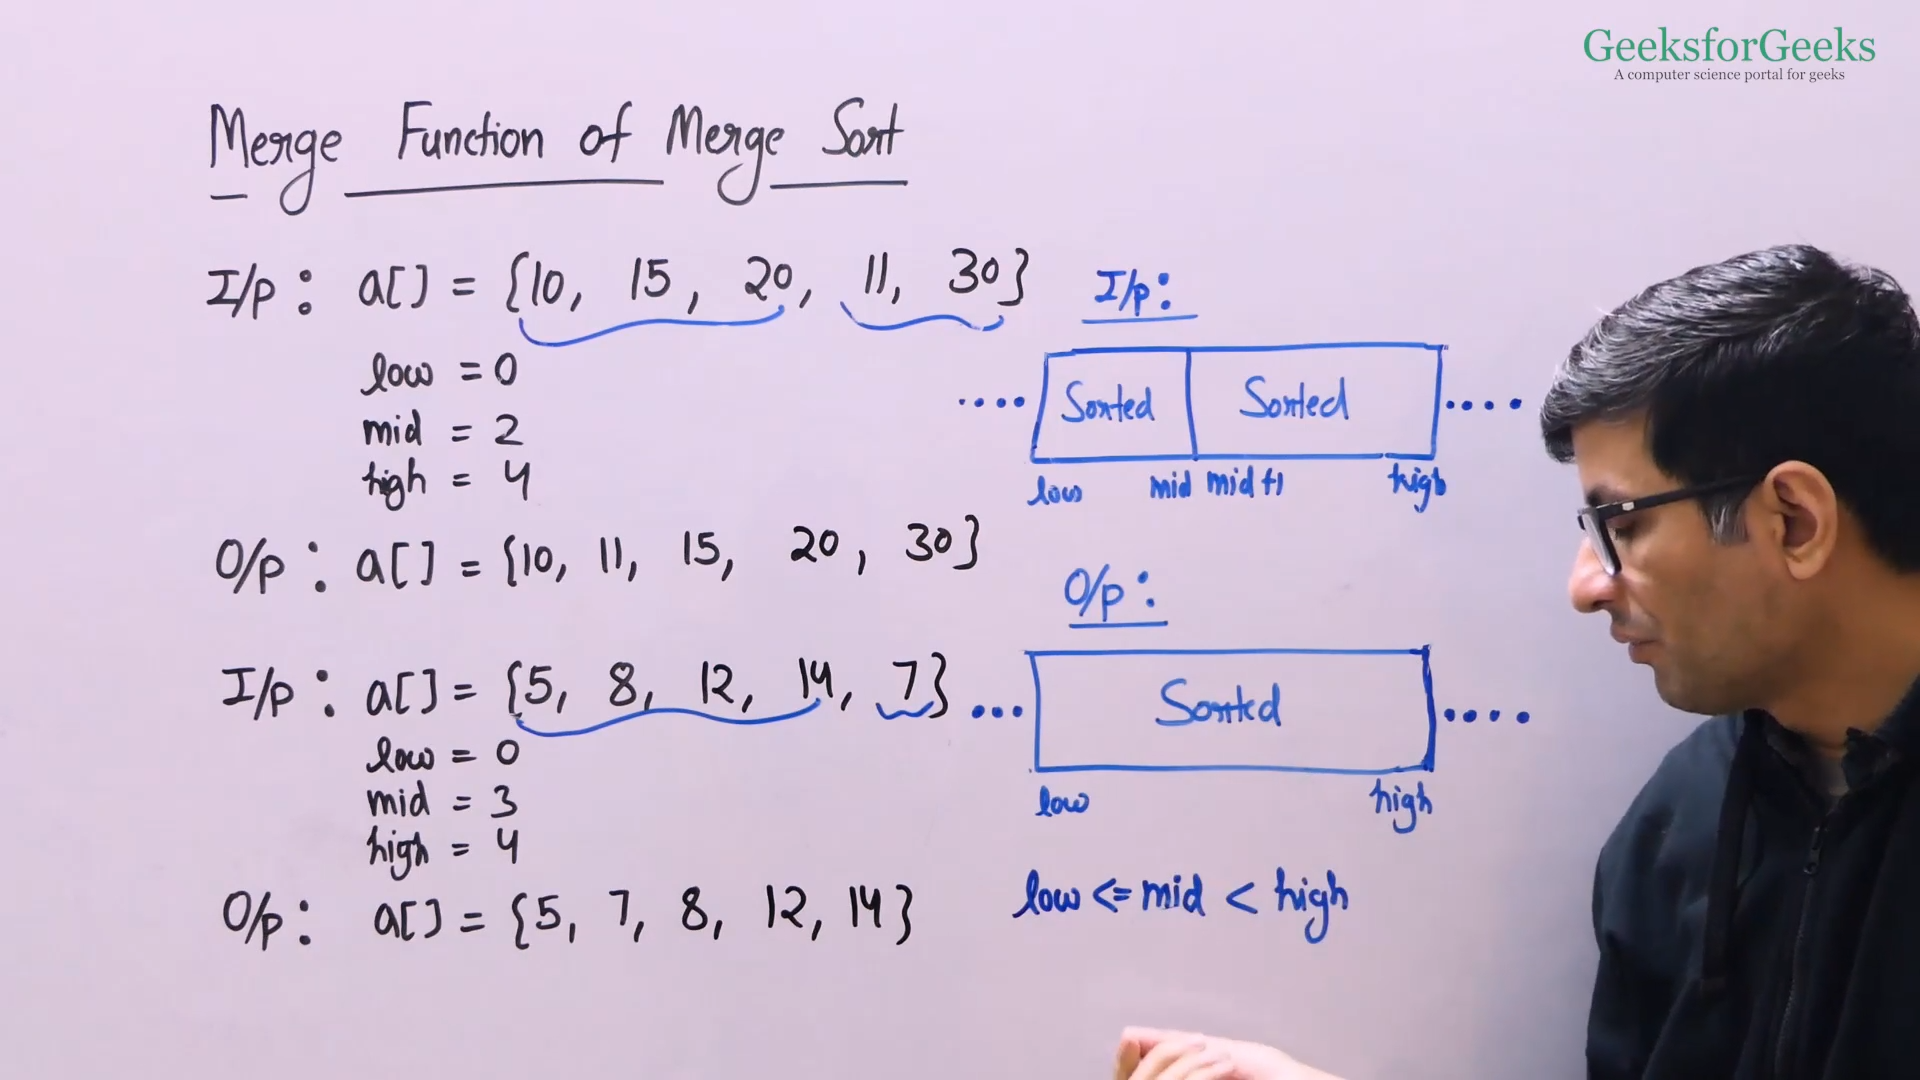 GeeksforGeeks
A computer science portal for geeks
Merge Function of Merge Sort
I/p : a[] = {10, 15, 20, 11, 30}
low = 0
mid = 2
high = 4
O/p : a[] = {10, 11, 15, 20, 30}
I/p : a[] = {5, 8, 12, 14, 7}
low = 0
mid = 3
high = 4
O/p : a[] = {5, 7, 8, 12, 14}
I/p :
.... Sorted Sorted ....
low mid mid+1 high
O/p :
... Sorted ....
low high
low <= mid < high